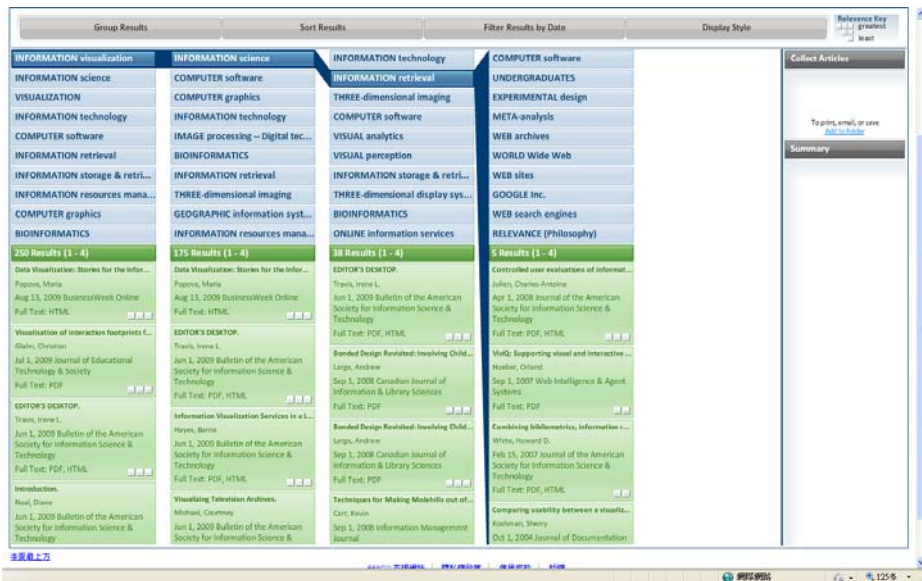 Group Results
Sort Results
Filter Results by Date
Display Style
Relevance Key
greatest
least
INFORMATION visualization
INFORMATION science
VISUALIZATION
INFORMATION technology
COMPUTER software
INFORMATION retrieval
INFORMATION storage & retri...
INFORMATION resources mana...
COMPUTER graphics
BIOINFORMATICS
250 Results (1 - 4)
Data Visualization: Stories for the Infor...
Popova, Maria
Aug 13, 2009 BusinessWeek Online
Full Text: HTML
Visualisation of interaction footprints f...
Glahn, Christian
Jul 1, 2009 Journal of Educational
Technology & Society
Full Text: PDF
EDITOR'S DESKTOP.
Travis, Irene L.
Jun 1, 2009 Bulletin of the American
Society for Information Science &
Technology
Full Text: PDF, HTML
Introduction.
Neal, Diane
Jun 1, 2009 Bulletin of the American
Society for Information Science &
Technology
INFORMATION science
COMPUTER software
COMPUTER graphics
INFORMATION technology
IMAGE processing -- Digital tec...
BIOINFORMATICS
INFORMATION retrieval
THREE-dimensional imaging
GEOGRAPHIC information syst...
INFORMATION resources mana...
175 Results (1 - 4)
Data Visualization: Stories for the Infor...
Popova, Maria
Aug 13, 2009 BusinessWeek Online
Full Text: HTML
EDITOR'S DESKTOP.
Travis, Irene L.
Jun 1, 2009 Bulletin of the American
Society for Information Science &
Technology
Full Text: PDF, HTML
Information Visualization Services in a L...
Hayes, Barrie
Jun 1, 2009 Bulletin of the American
Society for Information Science &
Technology
Full Text: PDF, HTML
Visualizing Television Archives.
Michael, Courtney
Jun 1, 2009 Bulletin of the American
Society for Information Science &
INFORMATION technology
INFORMATION retrieval
THREE-dimensional imaging
COMPUTER software
VISUAL analytics
VISUAL perception
INFORMATION storage & retri...
THREE-dimensional display sys...
BIOINFORMATICS
ONLINE information services
38 Results (1 - 4)
EDITOR'S DESKTOP.
Travis, Irene L.
Jun 1, 2009 Bulletin of the American
Society for Information Science &
Technology
Full Text: PDF, HTML
Bonded Design Revisited: Involving Child...
Large, Andrew
Sep 1, 2008 Canadian Journal of
Information & Library Sciences
Full Text: PDF
Bonded Design Revisited: Involving Child...
Large, Andrew
Sep 1, 2008 Canadian Journal of
Information & Library Sciences
Full Text: PDF
Techniques for Making Molehills out of...
Carr, Kevin
Sep 1, 2008 Information Management
Journal
COMPUTER software
UNDERGRADUATES
EXPERIMENTAL design
META-analysis
WEB archives
WORLD Wide Web
WEB sites
GOOGLE Inc.
WEB search engines
RELEVANCE (Philosophy)
5 Results (1 - 4)
Controlled user evaluations of informat...
Julien, Charles-Antoine
Apr 1, 2008 Journal of the American
Society for Information Science &
Technology
Full Text: PDF, HTML
VisiQ: Supporting visual and interactive ...
Hoeber, Orland
Sep 1, 2007 Web Intelligence & Agent
Systems
Full Text: PDF
Combining bibliometrics, information r...
White, Howard D.
Feb 15, 2007 Journal of the American
Society for Information Science &
Technology
Full Text: PDF, HTML
Comparing usability between a visualiz...
Koshman, Sherry
Oct 1, 2004 Journal of Documentation
Collect Articles
To print, email, or save
Add to folder
Summary
本頁最上方
網際網路
125%